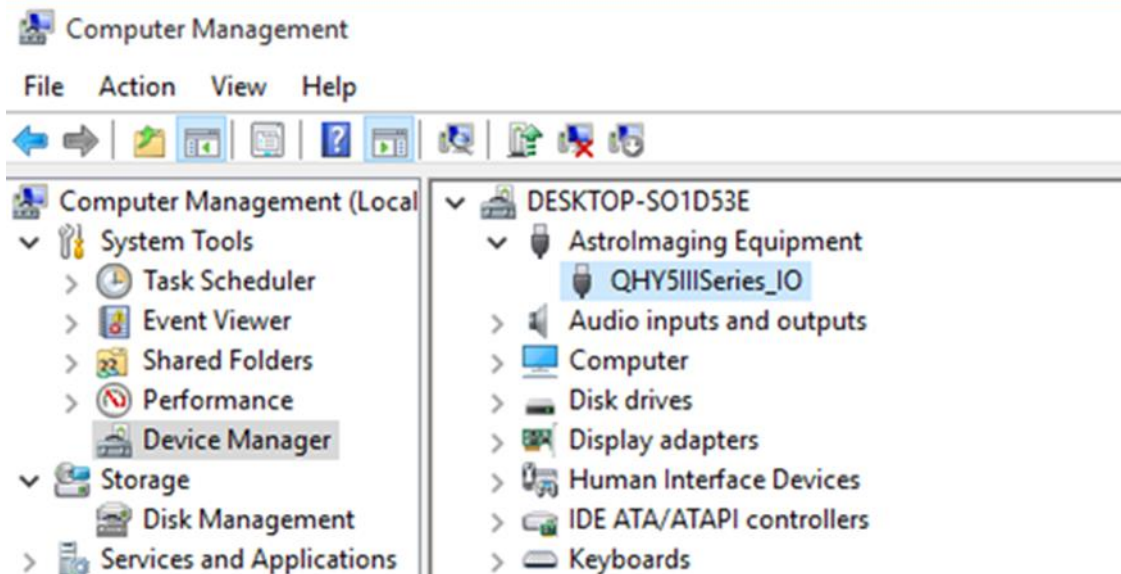 Computer Management
File Action View Help
Computer Management (Local
System Tools
Task Scheduler
Event Viewer
Shared Folders
Performance
Device Manager
Storage
Disk Management
Services and Applications
DESKTOP-SO1D53E
AstroImaging Equipment
QHY5IIISeries_IO
Audio inputs and outputs
Computer
Disk drives
Display adapters
Human Interface Devices
IDE ATA/ATAPI controllers
Keyboards